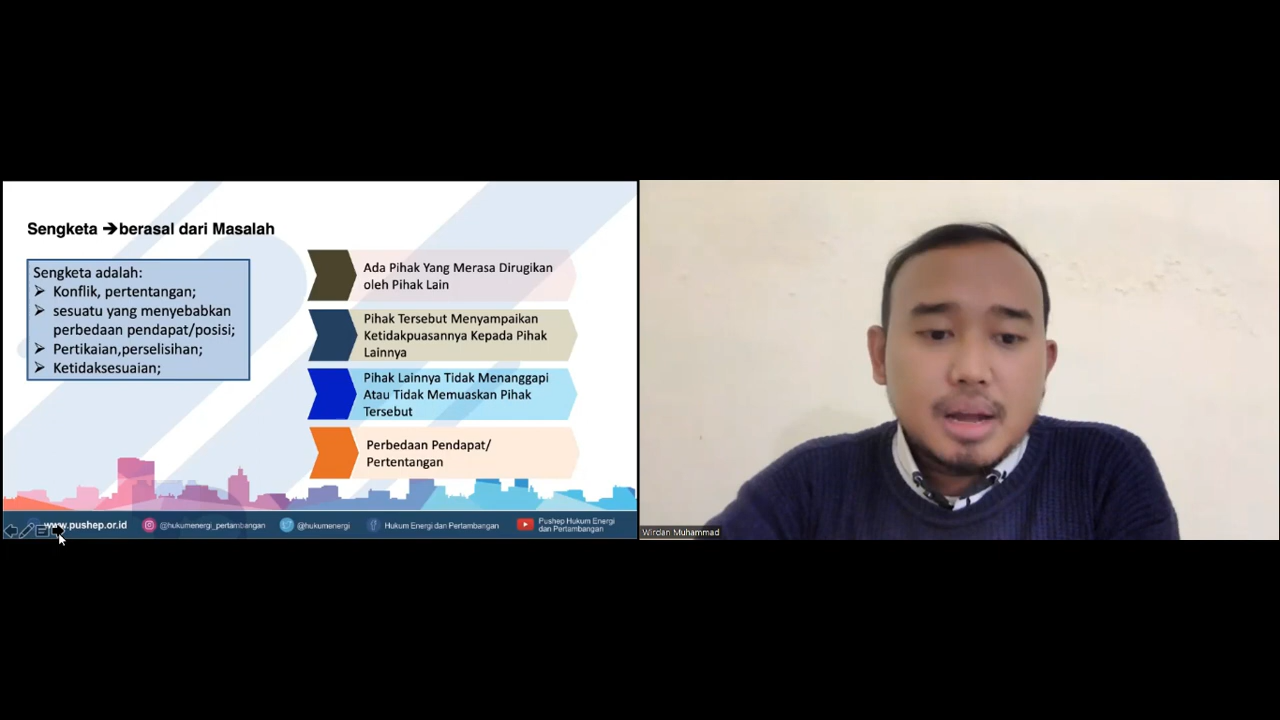 Sengketa ➔berasal dari Masalah
Sengketa adalah:
➢ Konflik, pertentangan;
➢ sesuatu yang menyebabkan
perbedaan pendapat/posisi;
➢ Pertikaian,perselisihan;
➢ Ketidaksesuaian;
Ada Pihak Yang Merasa Dirugikan
oleh Pihak Lain
Pihak Tersebut Menyampaikan
Ketidakpuasannya Kepada Pihak
Lainnya
Pihak Lainnya Tidak Menanggapi
Atau Tidak Memuaskan Pihak
Tersebut
Perbedaan Pendapat/
Pertentangan
www.pushep.or.id
@hukumenergi_pertambangan
@hukumenergi
Hukum Energi dan Pertambangan
Pushep Hukum Energi
dan Pertambangan
Wirdan Muhammad